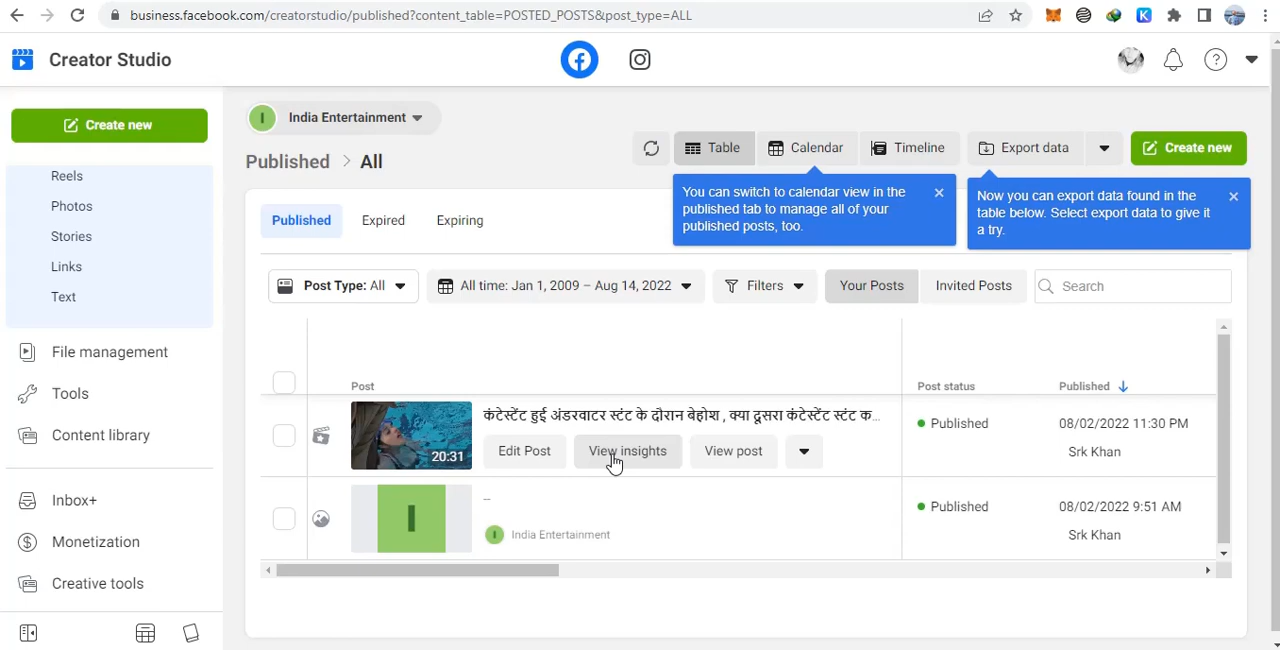 business.facebook.com/creatorstudio/published?content_table=POSTED_POSTS&post_type=ALL
Creator Studio
Create new
Reels
Photos
Stories
Links
Text
File management
Tools
Content library
Inbox+
Monetization
Creative tools
I India Entertainment
Published > All
Table
Calendar
Timeline
Export data
Create new
You can switch to calendar view in the
published tab to manage all of your
published posts, too.
Now you can export data found in the
table below. Select export data to give it
a try.
Published Expired Expiring
Post Type: All
All time: Jan 1, 2009 – Aug 14, 2022
Filters
Your Posts
Invited Posts
Search
Post
Post status
Published
20:31
कंटेस्टेंट हुई अंडरवाटर स्टंट के दौरान बेहोश , क्या दूसरा कंटेस्टेंट स्टंट क...
Edit Post
View insights
View post
Published
08/02/2022 11:30 PM
Srk Khan
I
--
I India Entertainment
Published
08/02/2022 9:51 AM
Srk Khan